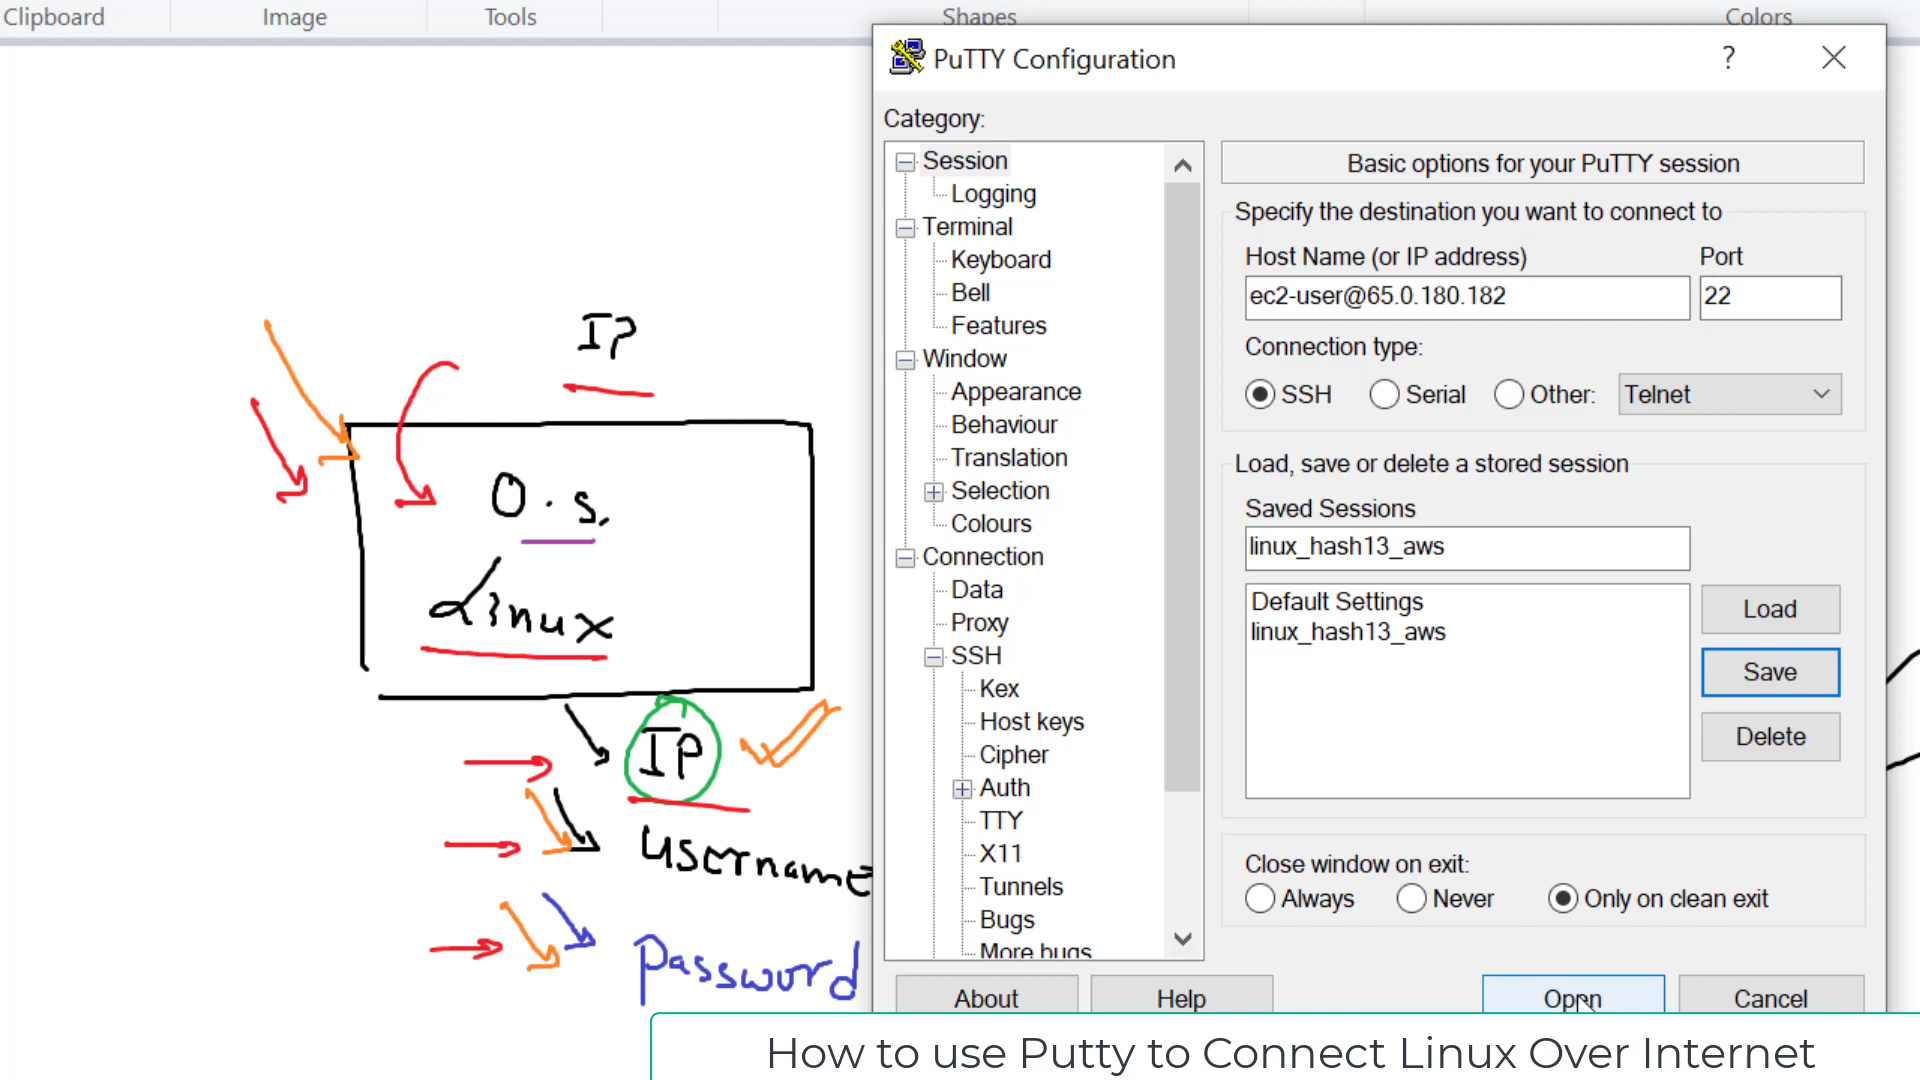 Clipboard
Image
Tools
Shapes
Colors
IP
O.S.
Linux
IP
username
Password
PuTTY Configuration
?
Category:
Session
Logging
Terminal
Keyboard
Bell
Features
Window
Appearance
Behaviour
Translation
Selection
Colours
Connection
Data
Proxy
SSH
Kex
Host keys
Cipher
Auth
TTY
X11
Tunnels
Bugs
More bugs
Basic options for your PuTTY session
Specify the destination you want to connect to
Host Name (or IP address) Port
ec2-user@65.0.180.182 22
Connection type:
SSH Serial Other: Telnet
Load, save or delete a stored session
Saved Sessions
linux_hash13_aws
Default Settings
linux_hash13_aws
Load
Save
Delete
Close window on exit:
Always Never Only on clean exit
About Help Open Cancel
How to use Putty to Connect Linux Over Internet